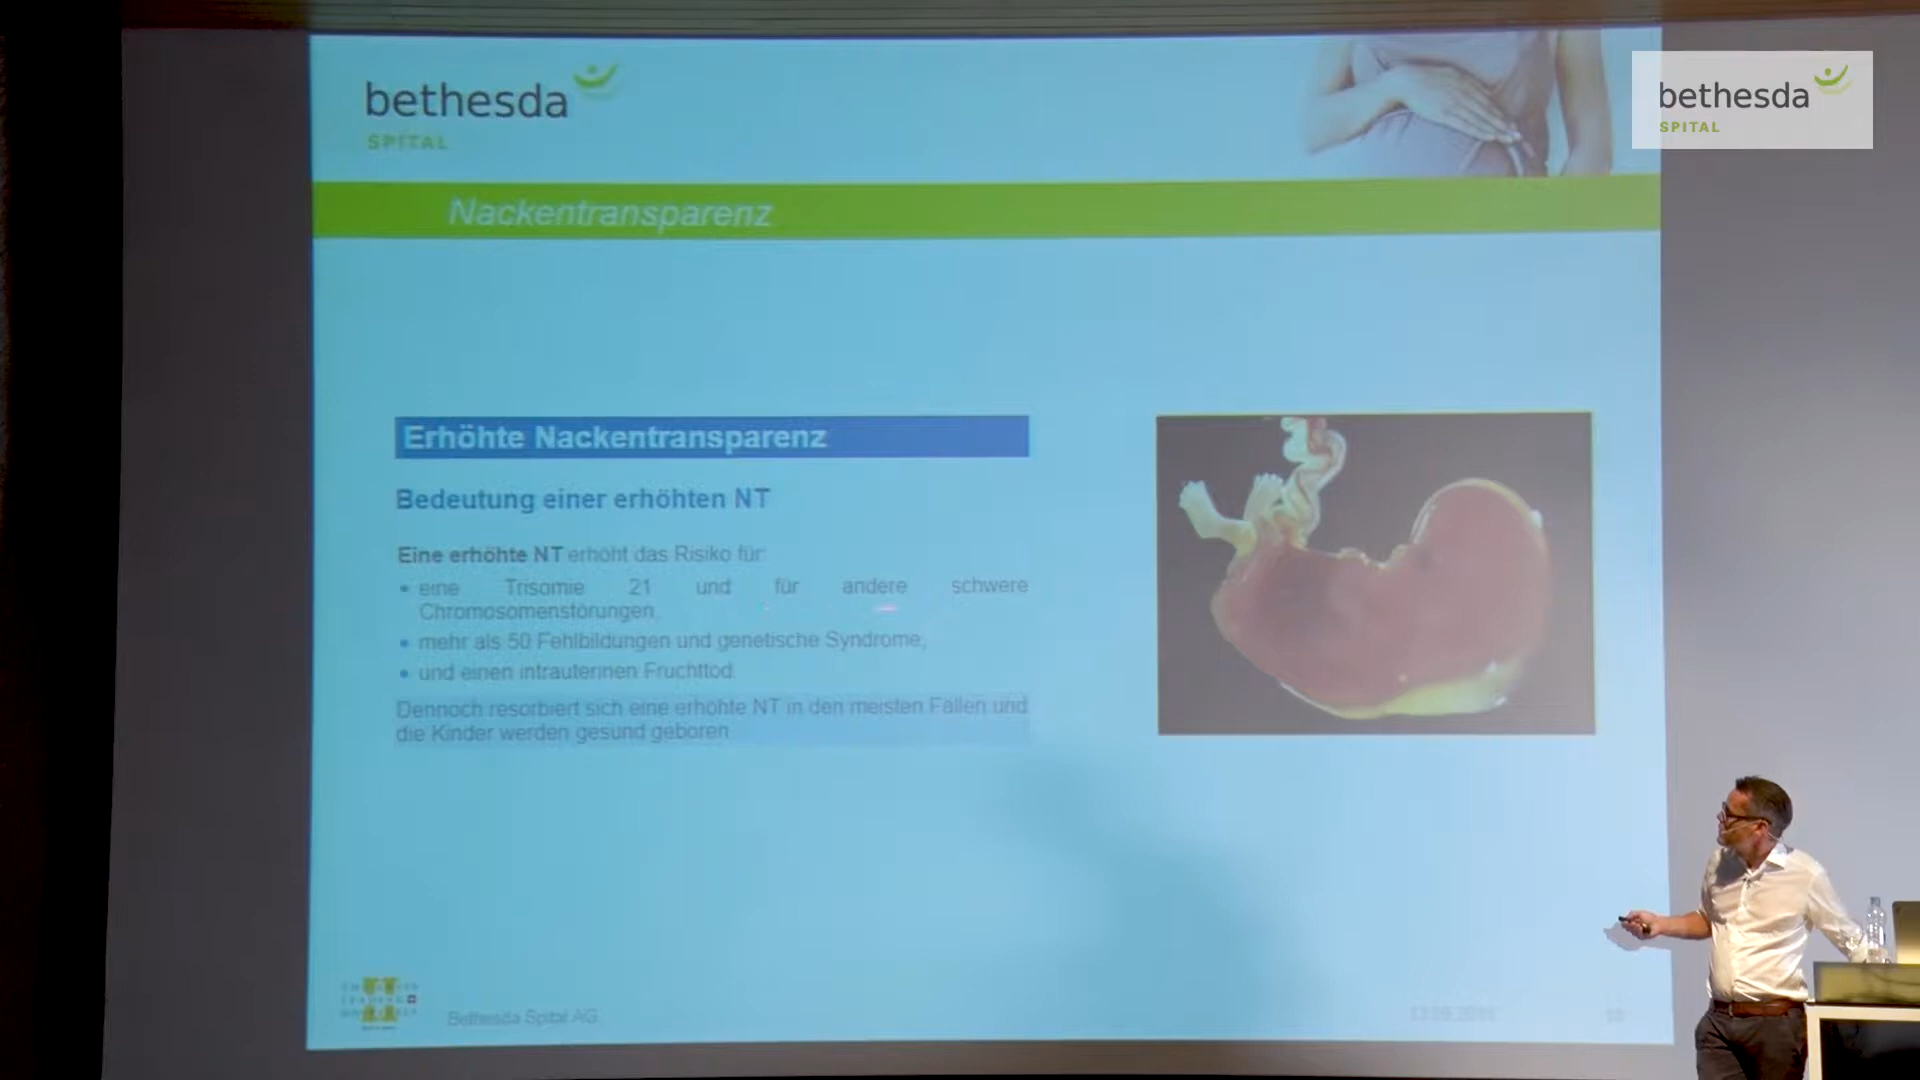 bethesda
SPITAL
bethesda
SPITAL
Nackentransparenz
Erhöhte Nackentransparenz
Bedeutung einer erhöhten NT
Eine erhöhte NT erhöht das Risiko für:
• eine Trisomie 21 und für andere schwere
Chromosomenstörungen,
• mehr als 50 Fehlbildungen und genetische Syndrome,
• und einen intrauterinen Fruchttod.
Dennoch resorbiert sich eine erhöhte NT in den meisten Fällen und
die Kinder werden gesund geboren
Bethesda Spital AG